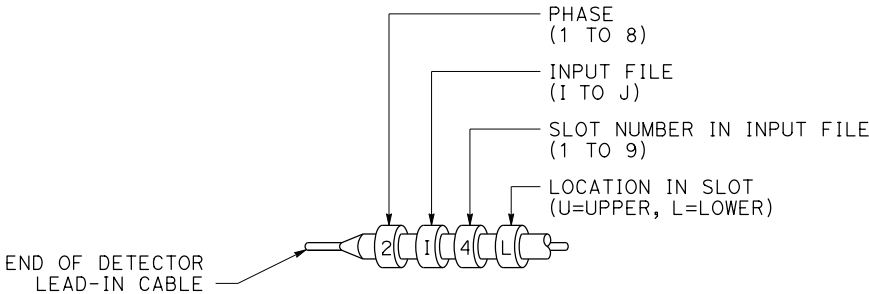 PHASE
(1 TO 8)
INPUT FILE
(I TO J)
SLOT NUMBER IN INPUT FILE
(1 TO 9)
LOCATION IN SLOT
(U=UPPER, L=LOWER)
2 I 4 L
END OF DETECTOR
LEAD-IN CABLE